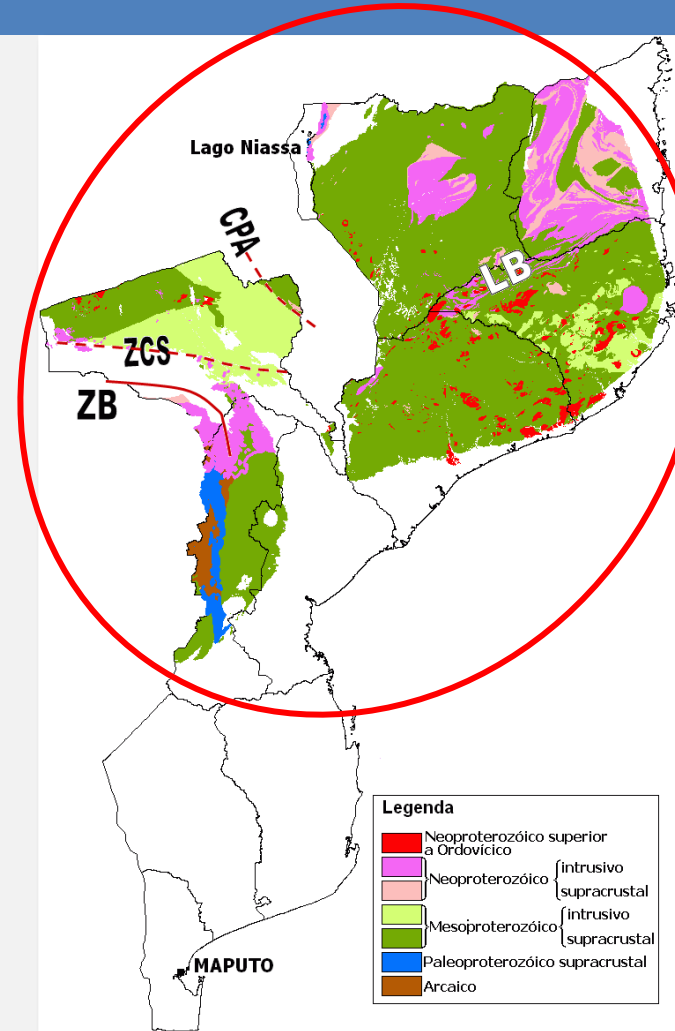 Lago Niassa
CPA
LB
ZCS
ZB
MAPUTO
Legenda
Neoproterozóico superior
a Ordovícico
Neoproterozóico
intrusivo
supracrustal
Mesoproterozóico
intrusivo
supracrustal
Paleoproterozóico supracrustal
Arcaico